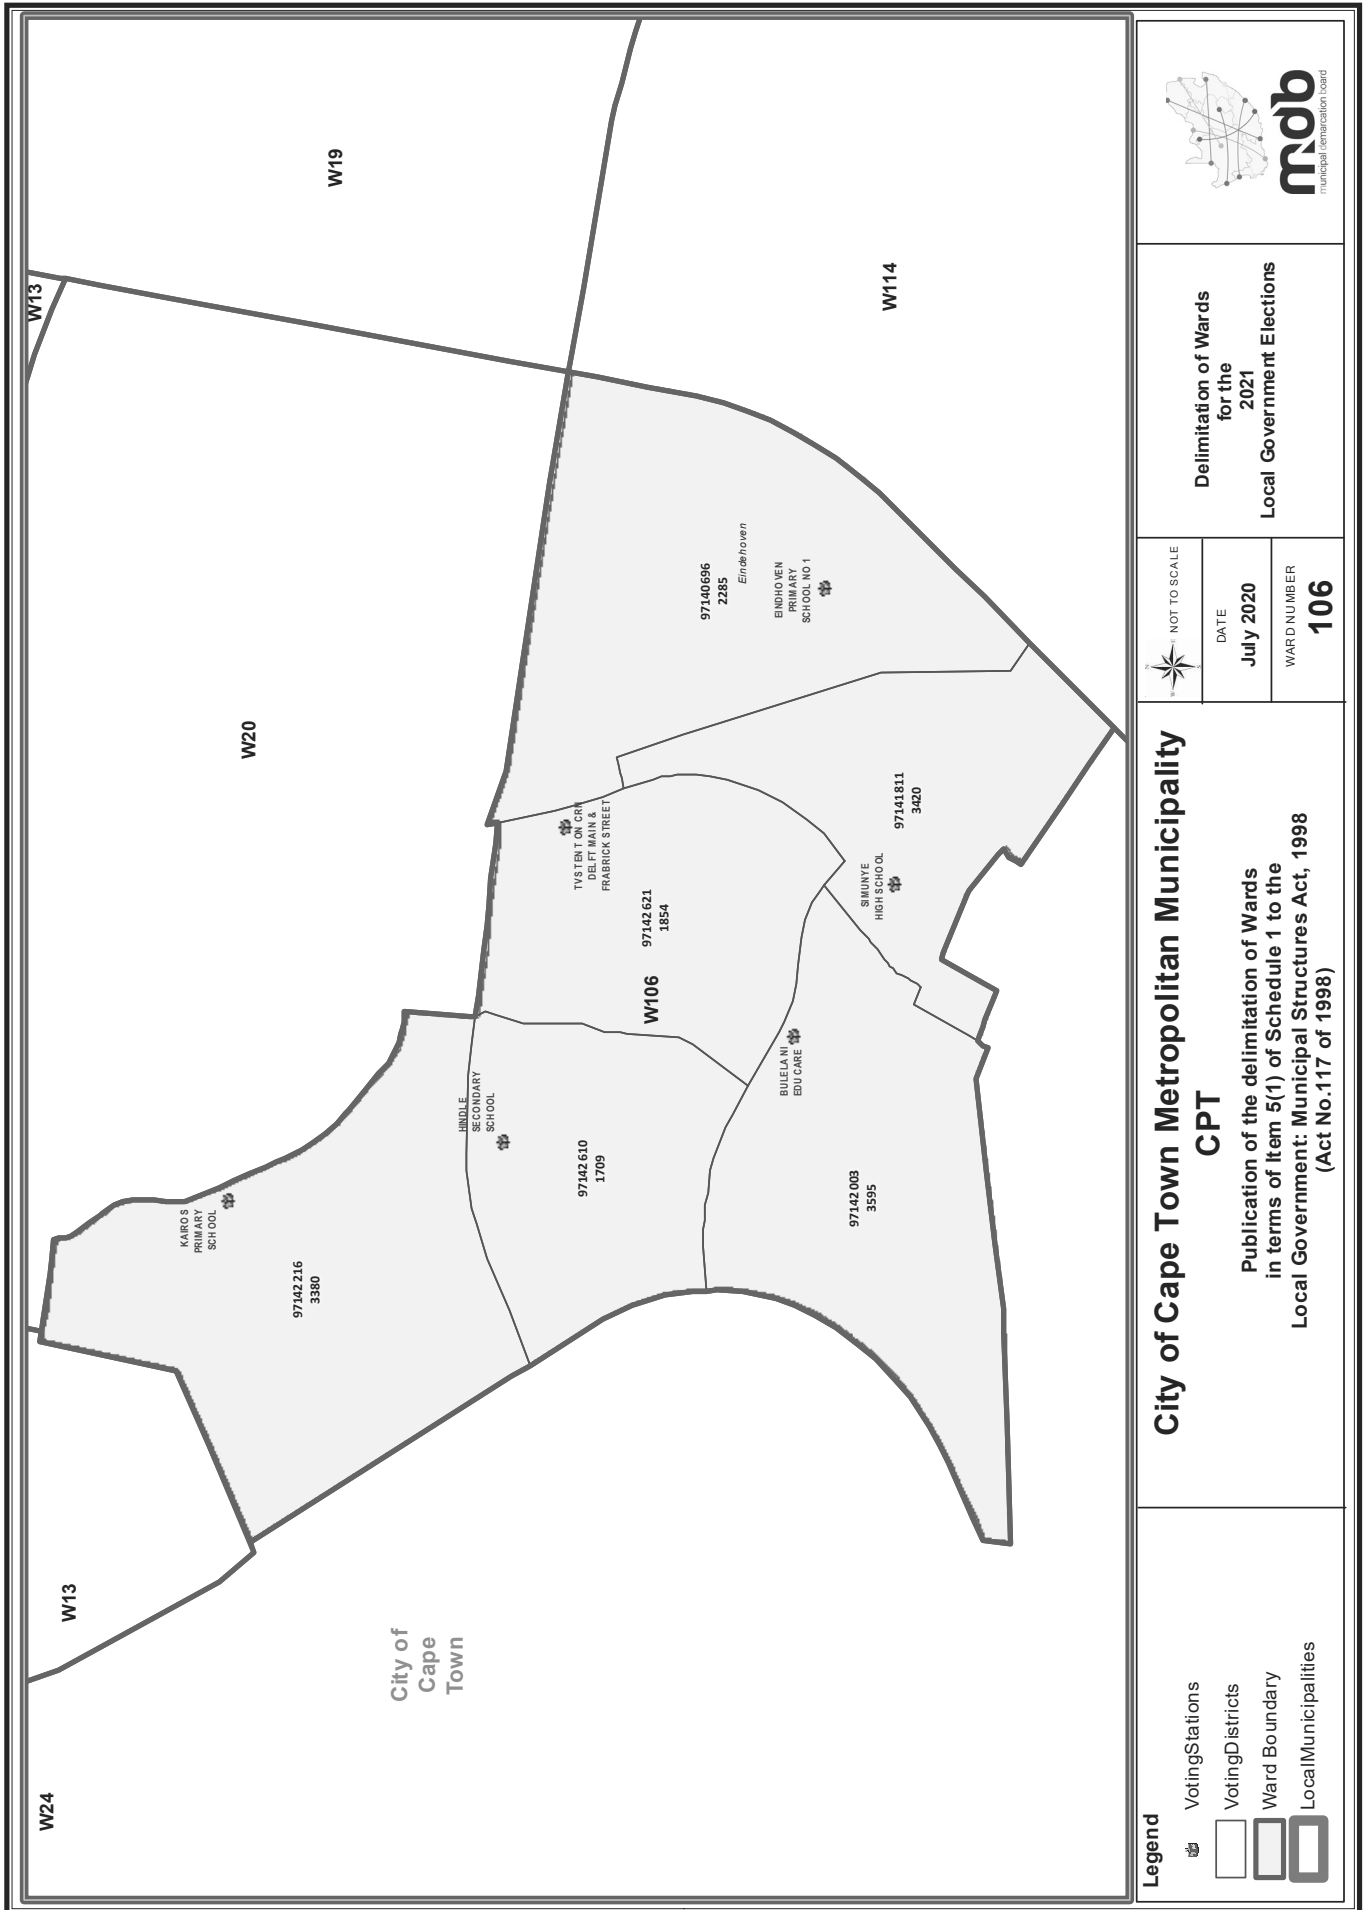 W24
W13
W20
W13
W19
W114
City of
Cape
Town
KAIROS
PRIMARY
SCHOOL
97142216
3380
HINDLE
SECONDARY
SCHOOL
97142610
1709
W106
97142621
1854
TVS TENT ON CRN
DELFT MAIN &
FRABRICK STREET
97140696
2285
Eindehoven
EINDHOVEN
PRIMARY
SCHOOL NO 1
BULELANI
EDUCARE
97142003
3595
SIMUNYE
HIGH SCHOOL
97141811
3420
Legend
VotingStations
VotingDistricts
Ward Boundary
LocalMunicipalities
City of Cape Town Metropolitan Municipality
CPT
Publication of the delimitation of Wards
in terms of Item 5(1) of Schedule 1 to the
Local Government: Municipal Structures Act, 1998
(Act No.117 of 1998)
N
E
S
W
NOT TO SCALE
DATE
July 2020
WARD NUMBER
106
Delimitation of Wards
for the
2021
Local Government Elections
mdb
municipal demarcation board